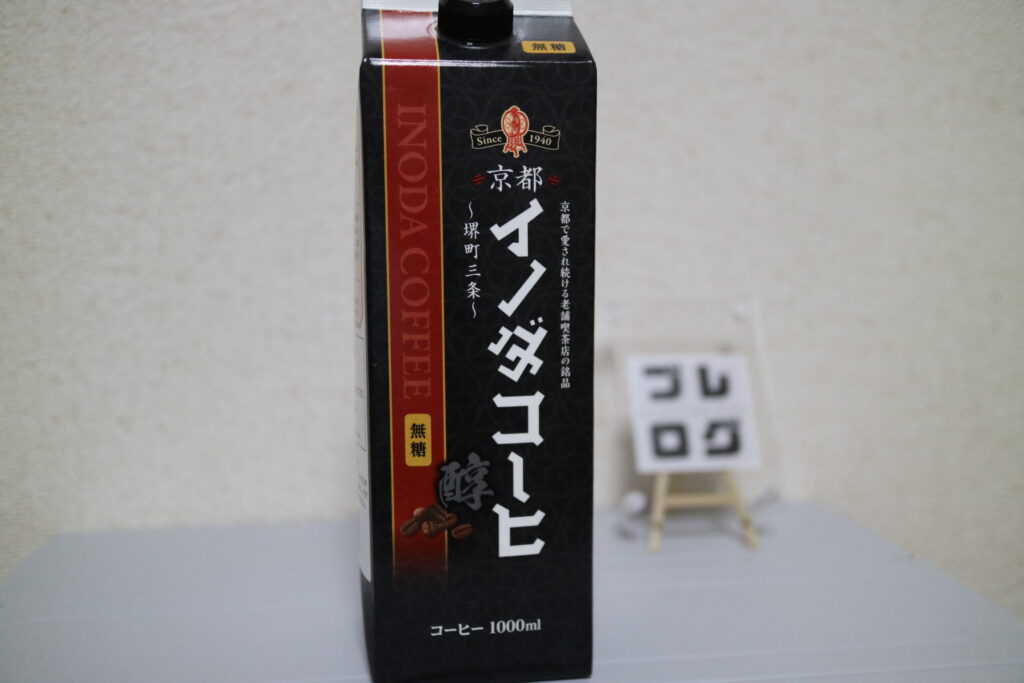 無糖
Since 1940
京都
京都で愛され続ける老舗喫茶店の銘品
イノダコーヒ
〜堺町三条〜
INODA COFFEE
無糖
醇
コーヒー 1000ml
ブレ
ログ